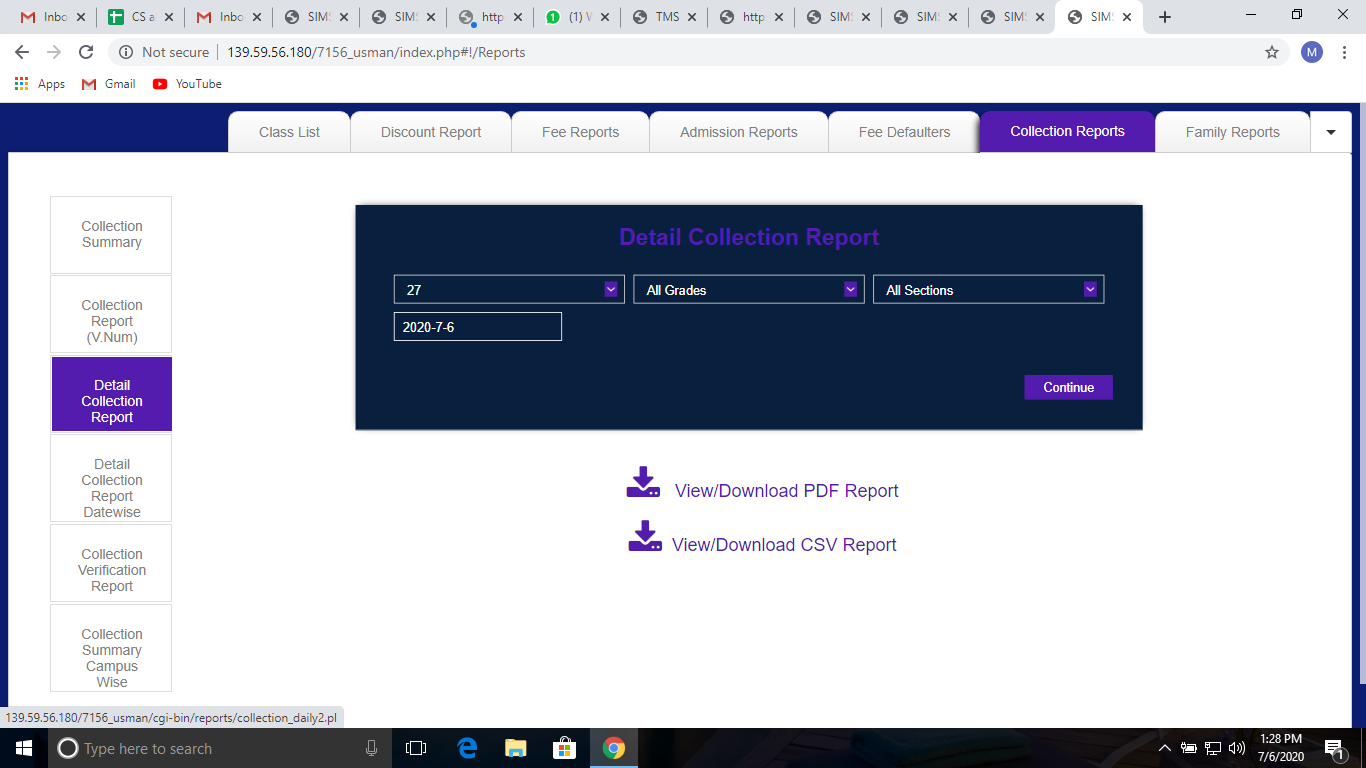 Inbo
CS a
Inbo
SIMS
SIMS
http
(1) W
TMS
http
SIMS
SIMS
SIMS
SIMS
Not secure
139.59.56.180/7156_usman/index.php#!/Reports
M
Apps
Gmail
YouTube
Class List
Discount Report
Fee Reports
Admission Reports
Fee Defaulters
Collection Reports
Family Reports
Collection
Summary
Collection
Report
(V.Num)
Detail
Collection
Report
Detail
Collection
Report
Datewise
Collection
Verification
Report
Collection
Summary
Campus
Wise
Detail Collection Report
27
All Grades
All Sections
2020-7-6
Continue
View/Download PDF Report
View/Download CSV Report
139.59.56.180/7156_usman/cgi-bin/reports/collection_daily2.pl
Type here to search
1:28 PM
7/6/2020
1